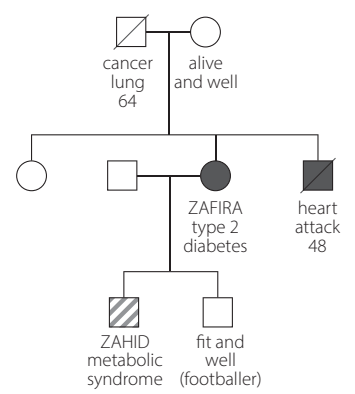 cancer
lung
64
alive
and well
ZAFIRA
type 2
diabetes
heart
attack
48
ZAHID
metabolic
syndrome
fit and
well
(footballer)